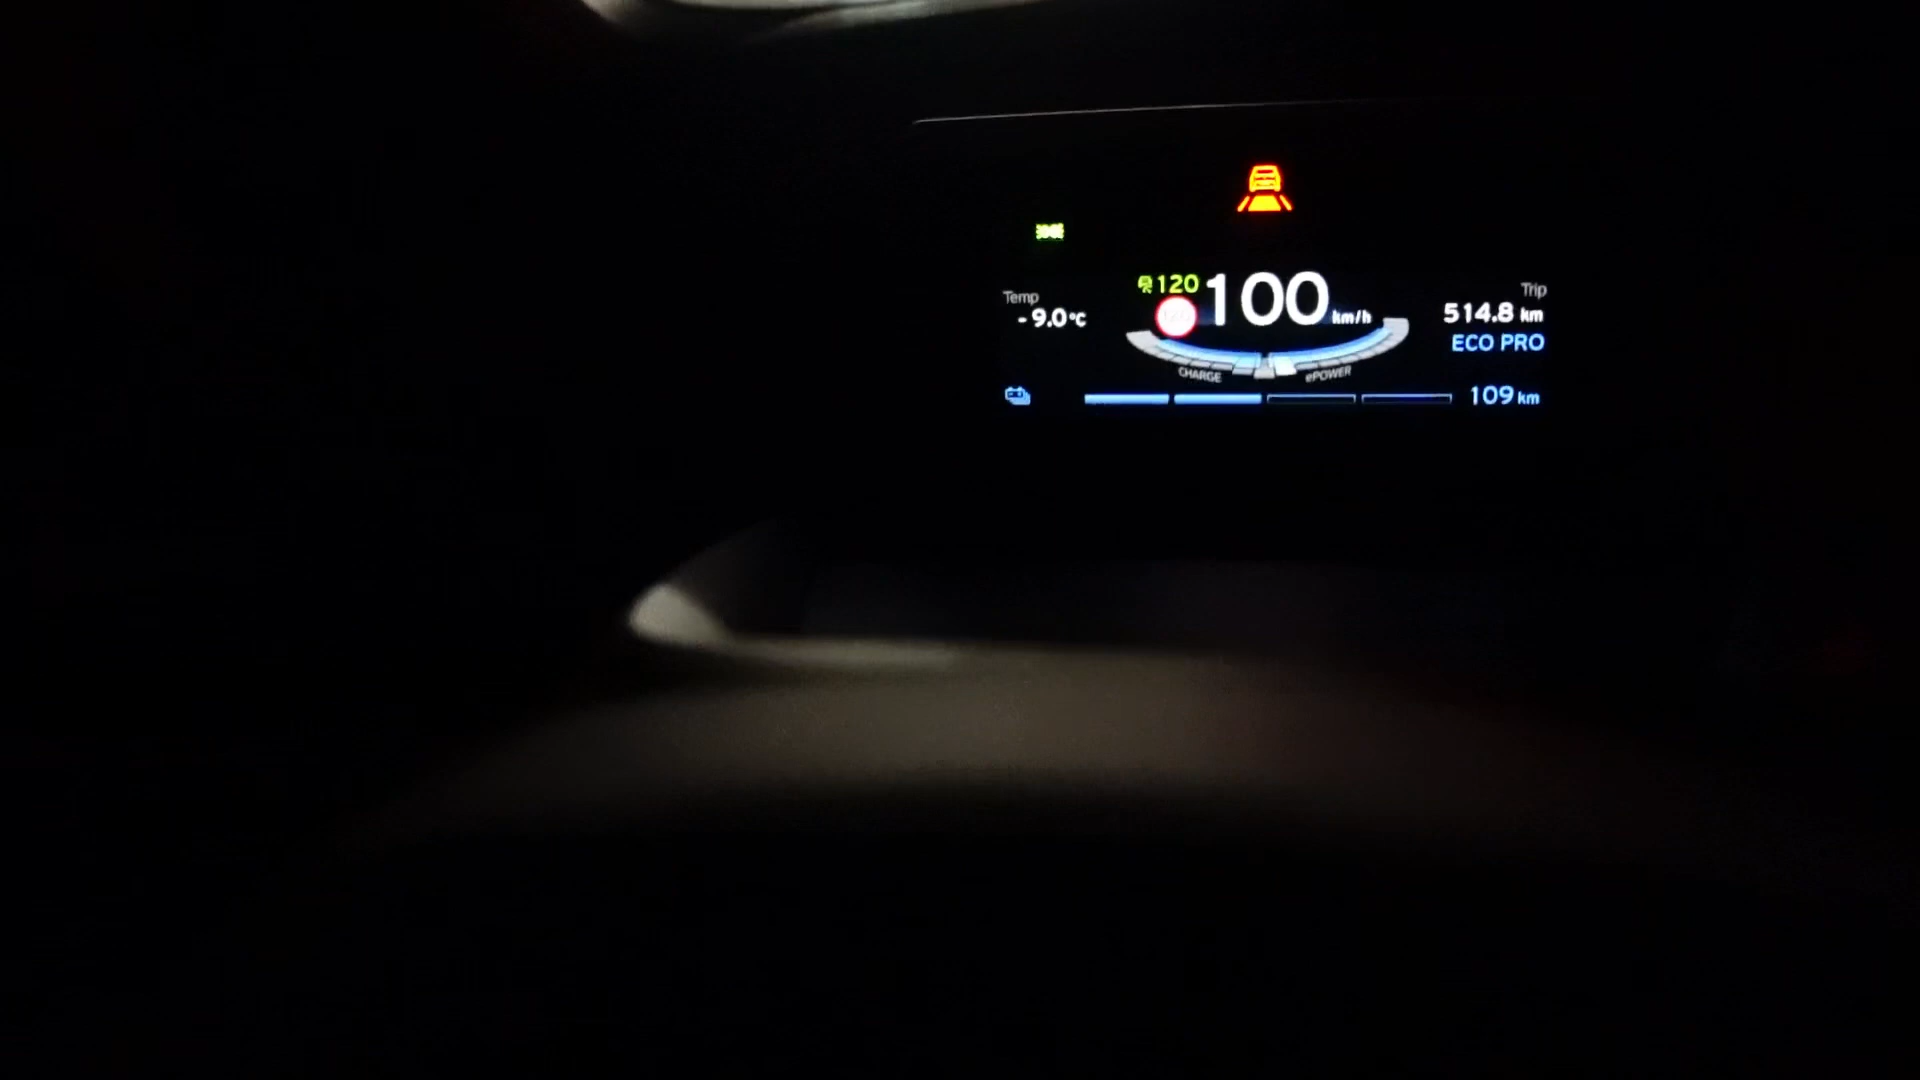 120
100 km/h
Temp
-9.0°C
Trip
514.8 km
ECO PRO
CHARGE
ePOWER
109 km